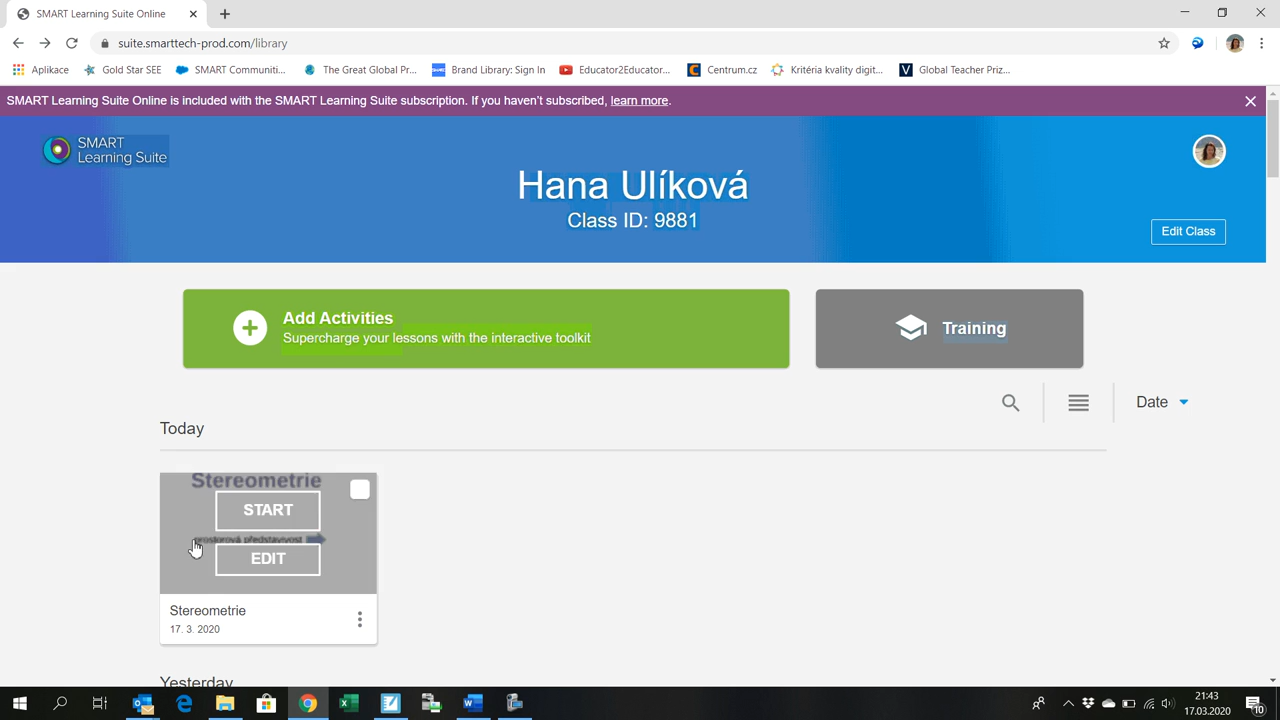 SMART Learning Suite Online
suite.smarttech-prod.com/library
Aplikace
Gold Star SEE
SMART Communiti...
The Great Global Pr...
Brand Library: Sign In
Educator2Educator...
Centrum.cz
Kritéria kvality digit...
Global Teacher Priz...
SMART Learning Suite Online is included with the SMART Learning Suite subscription. If you haven't subscribed, learn more.
SMART
Learning Suite
Hana Ulíková
Class ID: 9881
Edit Class
Add Activities
Supercharge your lessons with the interactive toolkit
Training
Date
Today
Stereometrie
START
prostorová představivost
EDIT
Stereometrie
17. 3. 2020
Yesterday
21:43
17.03.2020
10